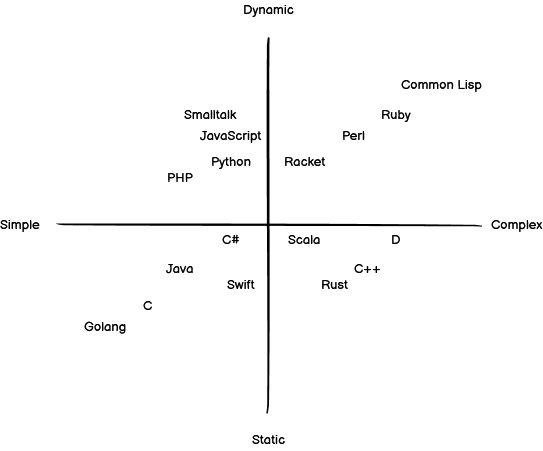 Dynamic
Common Lisp
Smalltalk
Ruby
JavaScript
Perl
Python
Racket
PHP
Simple
Complex
C#
Scala
D
Java
C++
Swift
Rust
C
Golang
Static